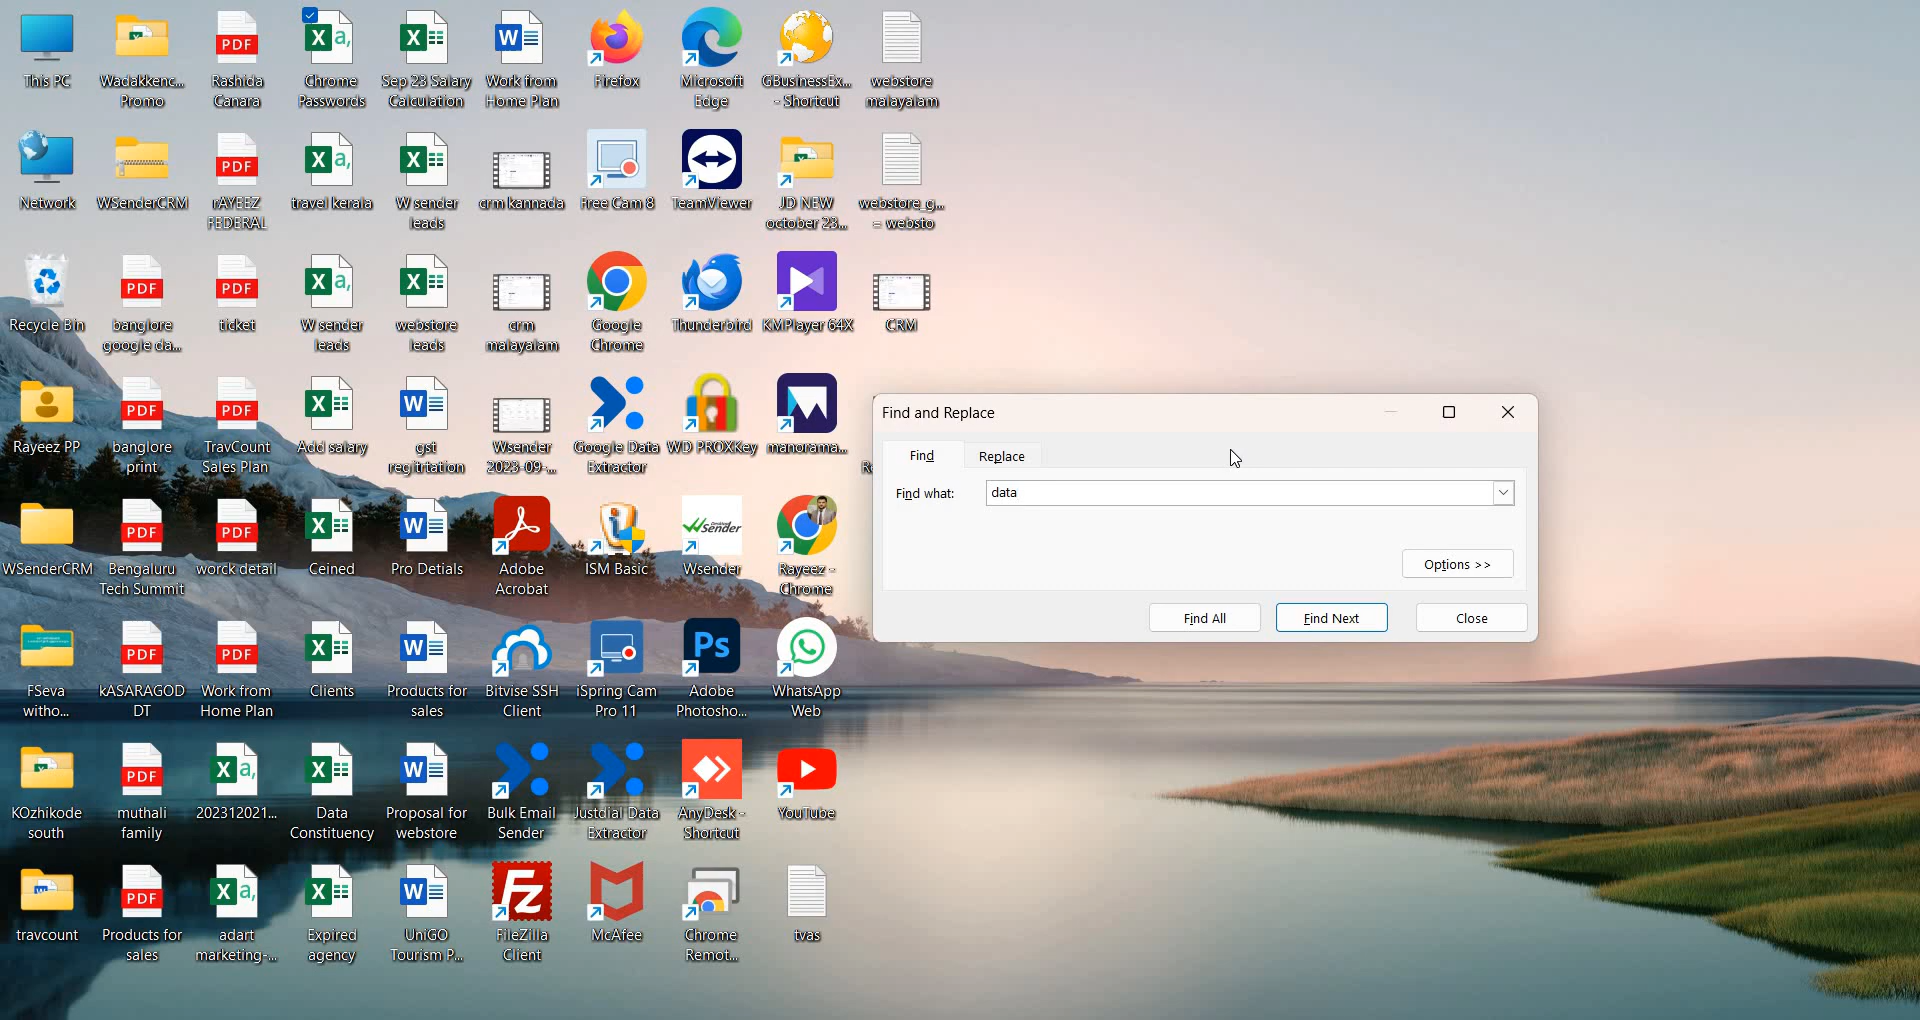 This PC
Wadakkenc...
Promo
Rashida
Canara
Chrome
Passwords
Sep 23 Salary
Calculation
Work from
Home Plan
Firefox
Microsoft
Edge
GBusinessEx...
- Shortcut
webstore
malayalam
Network
WSenderCRM
rAYEEZ
FEDERAL
travel kerala
W sender
leads
crm kannada
Free Cam 8
TeamViewer
JD NEW
october 23...
webstore_g...
= websto
Recycle Bin
banglore
google da...
ticket
W sender
leads
webstore
leads
crm
malayalam
Google
Chrome
Thunderbird
KMPlayer 64X
CRM
Rayeez PP
banglore
print
TravCount
Sales Plan
Add salary
gst
regitrtation
Wsender
2023-09-...
Google Data
Extractor
WD PROXKey
manorama...
Find and Replace
Find
Replace
Find what:
data
Options >>
Find All
Find Next
Close
WSenderCRM
Bengaluru
Tech Summit
worck detail
Ceined
Pro Detials
Adobe
Acrobat
ISM Basic
Wsender
Rayeez -
Chrome
FSeva
witho...
kASARAGOD
DT
Work from
Home Plan
Clients
Products for
sales
Bitvise SSH
Client
iSpring Cam
Pro 11
Adobe
Photosho...
WhatsApp
Web
KOzhikode
south
muthali
family
202312021...
Data
Constituency
Proposal for
webstore
Bulk Email
Sender
Justdial Data
Extractor
AnyDesk -
Shortcut
YouTube
travcount
Products for
sales
adart
marketing-...
Expired
agency
UniGO
Tourism P...
FileZilla
Client
McAfee
Chrome
Remot...
tvas